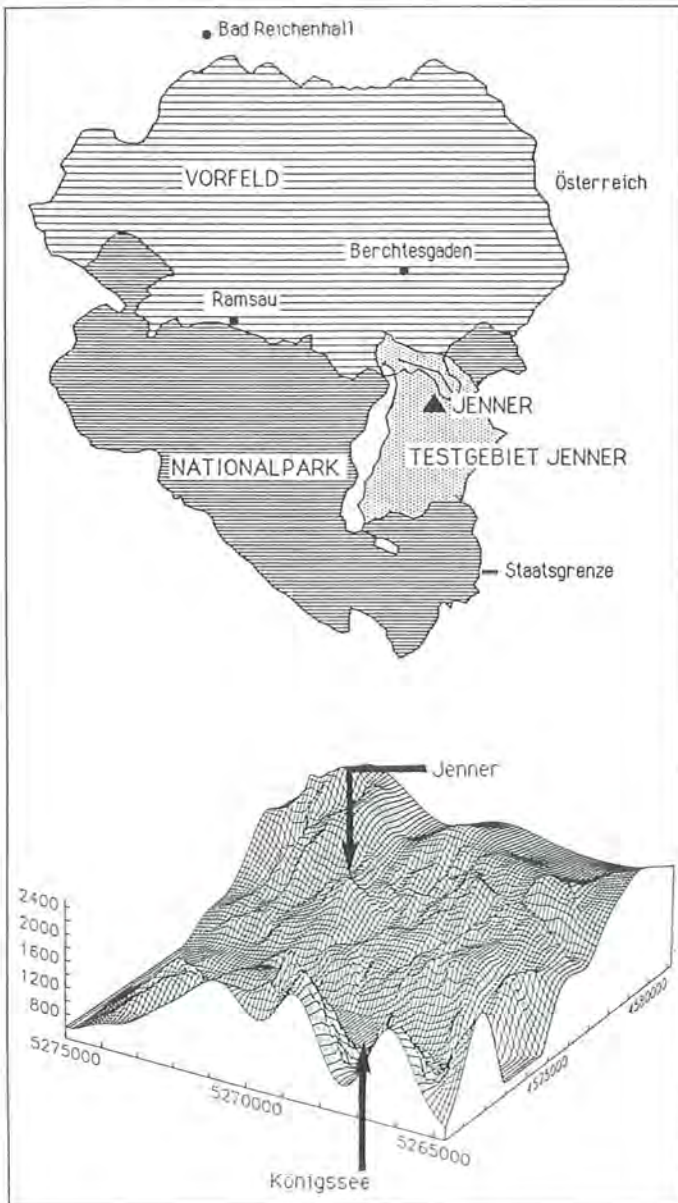 Bad Reichenhall
VORFELD
Österreich
Berchtesgaden
Ramsau
JENNER
NATIONALPARK
TESTGEBIET JENNER
Staatsgrenze
Jenner
2400
2000
1600
1200
800
5275000
5270000
5265000
4575000
4580000
Königssee